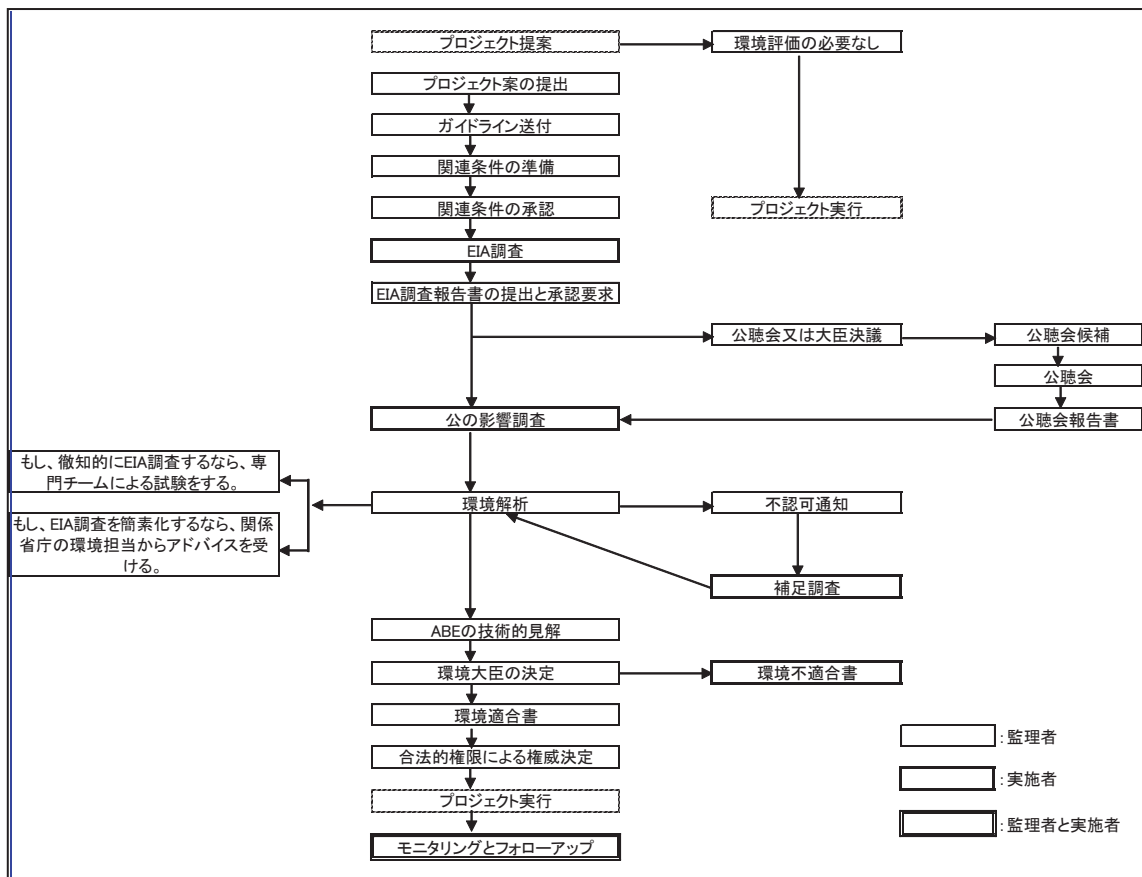 プロジェクト提案
環境評価の必要なし
プロジェクト案の提出
ガイドライン送付
関連条件の準備
関連条件の承認
プロジェクト実行
EIA調査
EIA調査報告書の提出と承認要求
公聴会又は大臣決議
公聴会候補
公聴会
公の影響調査
公聴会報告書
もし、徹知的にEIA調査するなら、専
門チームによる試験をする。
環境解析
不認可通知
もし、EIA調査を簡素化するなら、関係
省庁の環境担当からアドバイスを受
ける。
補足調査
ABEの技術的見解
環境大臣の決定
環境不適合書
環境適合書
合法的権限による権威決定
プロジェクト実行
モニタリングとフォローアップ
:監理者
:実施者
:監理者と実施者